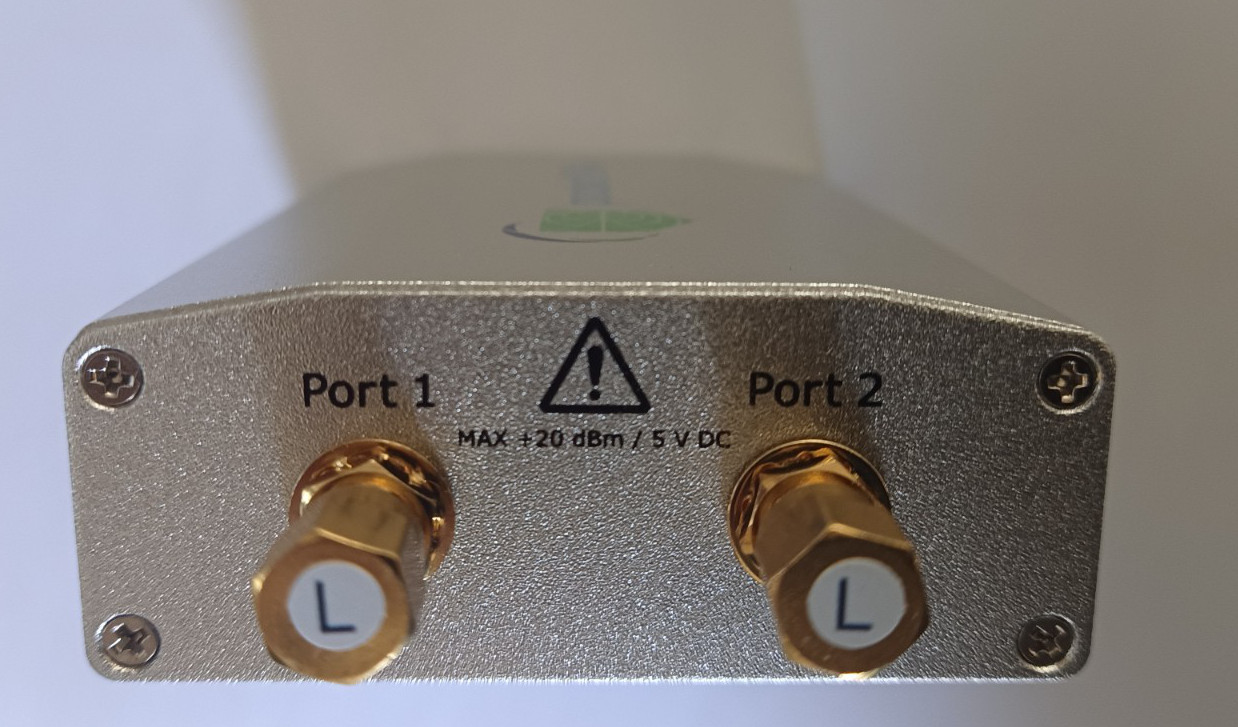 Port 1
Port 2
MAX +20 dBm / 5 V DC
L
L